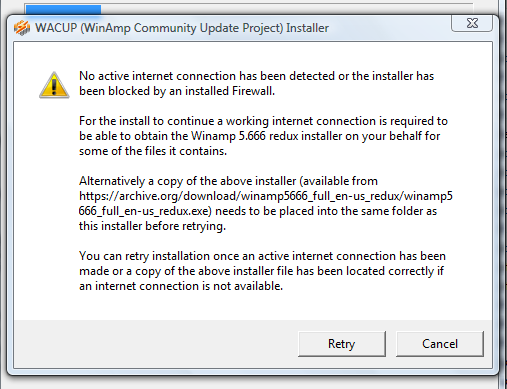 WACUP (WinAmp Community Update Project) Installer
No active internet connection has been detected or the installer has
been blocked by an installed Firewall.
For the install to continue a working internet connection is required to
be able to obtain the Winamp 5.666 redux installer on your behalf for
some of the files it contains.
Alternatively a copy of the above installer (available from
https://archive.org/download/winamp5666_full_en-us_redux/winamp5
666_full_en-us_redux.exe) needs to be placed into the same folder as
this installer before retrying.
You can retry installation once an active internet connection has been
made or a copy of the above installer file has been located correctly if
an internet connection is not available.
Retry Cancel